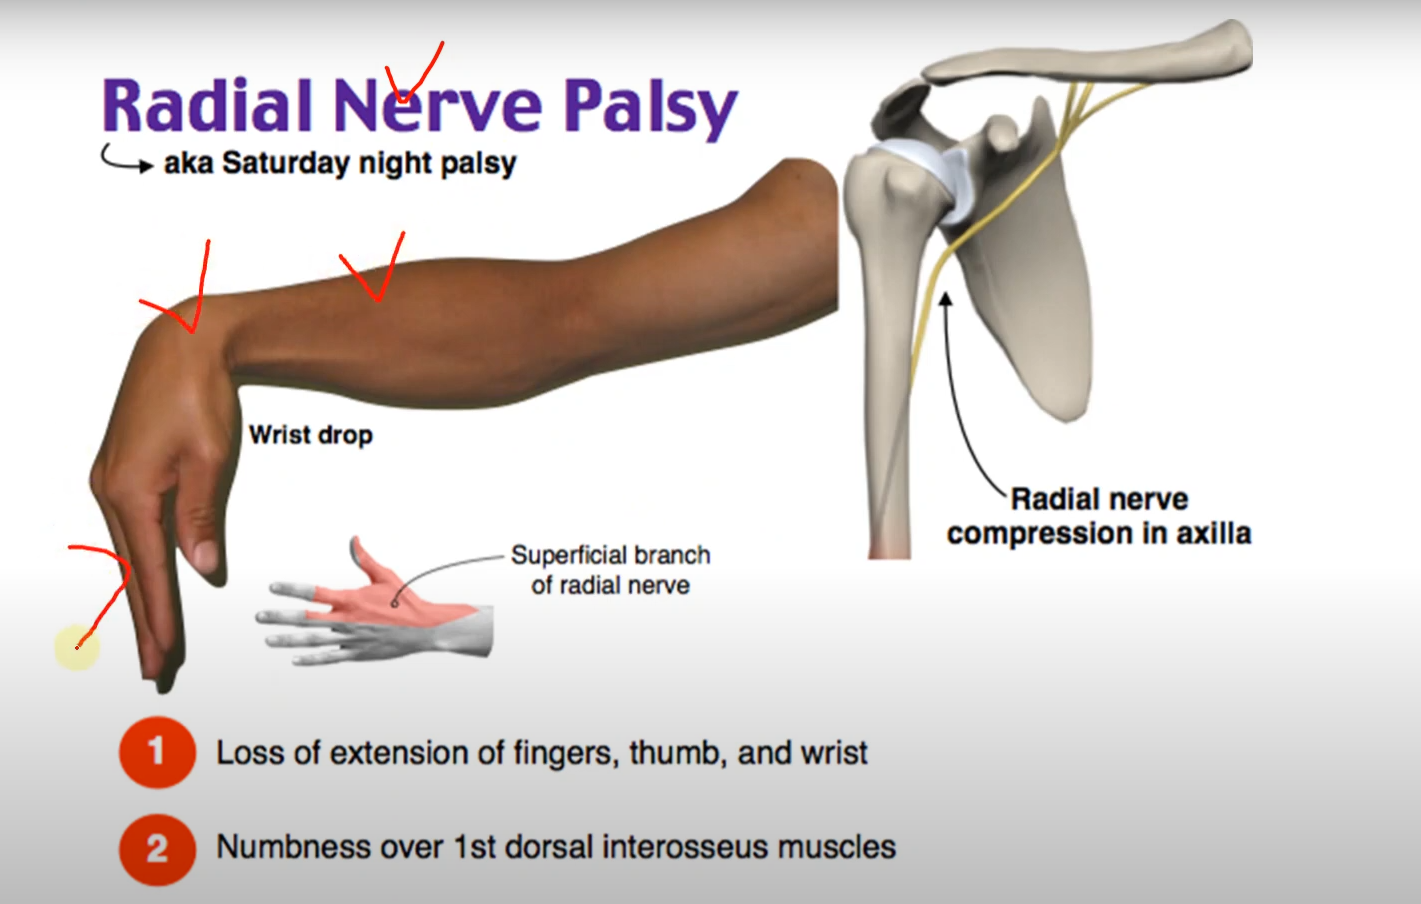 Radial Nerve Palsy
aka Saturday night palsy
Wrist drop
Radial nerve
compression in axilla
Superficial branch
of radial nerve
1 Loss of extension of fingers, thumb, and wrist
2 Numbness over 1st dorsal interosseus muscles